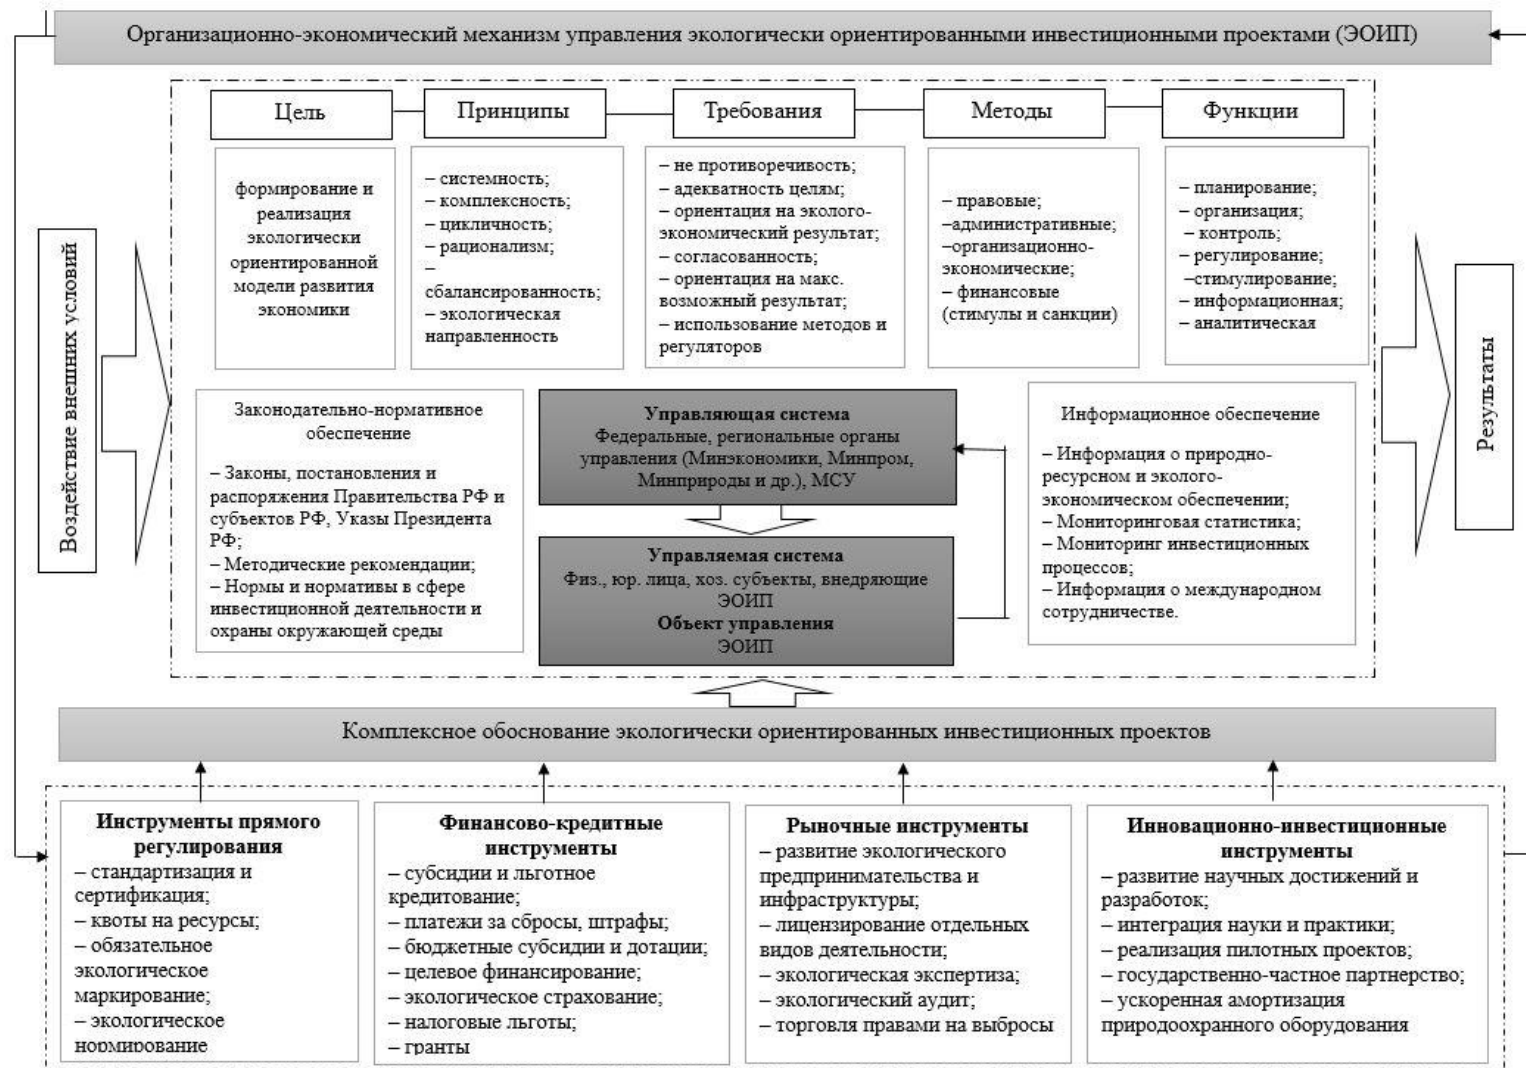 Организационно-экономический механизм управления экологически ориентированными инвестиционными проектами (ЭОИП)
Цель
Принципы
Требования
Методы
Функции
формирование и
реализация
экологически
ориентированной
модели развития
экономики
– системность;
– комплексность;
– цикличность;
– рационализм;
–
сбалансированность;
– экологическая
направленность
– не противоречивость;
– адекватность целям;
– ориентация на эколого-
экономический результат;
– согласованность;
– ориентация на макс.
возможный результат;
– использование методов и
регуляторов
– правовые;
–административные;
–организационно-
экономические;
– финансовые
(стимулы и санкции)
– планирование;
– организация;
– контроль;
– регулирование;
–стимулирование;
– информационная;
– аналитическая
Воздействие внешних условий
Результаты
Законодательно-нормативное
обеспечение
– Законы, постановления и
распоряжения Правительства РФ и
субъектов РФ, Указы Президента
РФ;
– Методические рекомендации;
– Нормы и нормативы в сфере
инвестиционной деятельности и
охраны окружающей среды
Управляющая система
Федеральные, региональные органы
управления (Минэкономики, Минпром,
Минприроды и др.), МСУ
Управляемая система
Физ., юр. лица, хоз. субъекты, внедряющие
ЭОИП
Объект управления
ЭОИП
Информационное обеспечение
– Информация о природно-
ресурсном и эколого-
экономическом обеспечении;
– Мониторинговая статистика;
– Мониторинг инвестиционных
процессов;
– Информация о международном
сотрудничестве.
Комплексное обоснование экологически ориентированных инвестиционных проектов
Инструменты прямого
регулирования
– стандартизация и
сертификация;
– квоты на ресурсы;
– обязательное
экологическое
маркирование;
– экологическое
нормирование
Финансово-кредитные
инструменты
– субсидии и льготное
кредитование;
– платежи за сбросы, штрафы;
– бюджетные субсидии и дотации;
– целевое финансирование;
– экологическое страхование;
– налоговые льготы;
– гранты
Рыночные инструменты
– развитие экологического
предпринимательства и
инфраструктуры;
– лицензирование отдельных
видов деятельности;
– экологическая экспертиза;
– экологический аудит;
– торговля правами на выбросы
Инновационно-инвестиционные
инструменты
– развитие научных достижений и
разработок;
– интеграция науки и практики;
– реализация пилотных проектов;
– государственно-частное партнерство;
– ускоренная амортизация
природоохранного оборудования